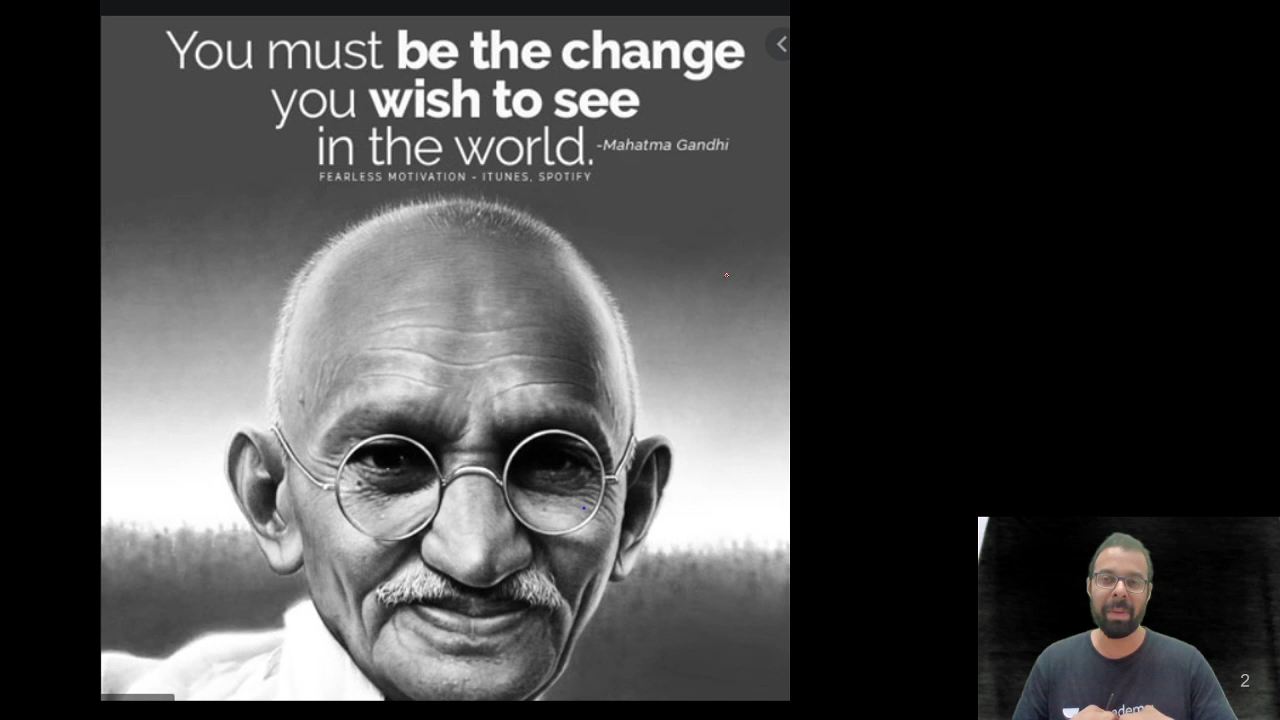 You must be the change
you wish to see
in the world. -Mahatma Gandhi
FEARLESS MOTIVATION - ITUNES, SPOTIFY
2